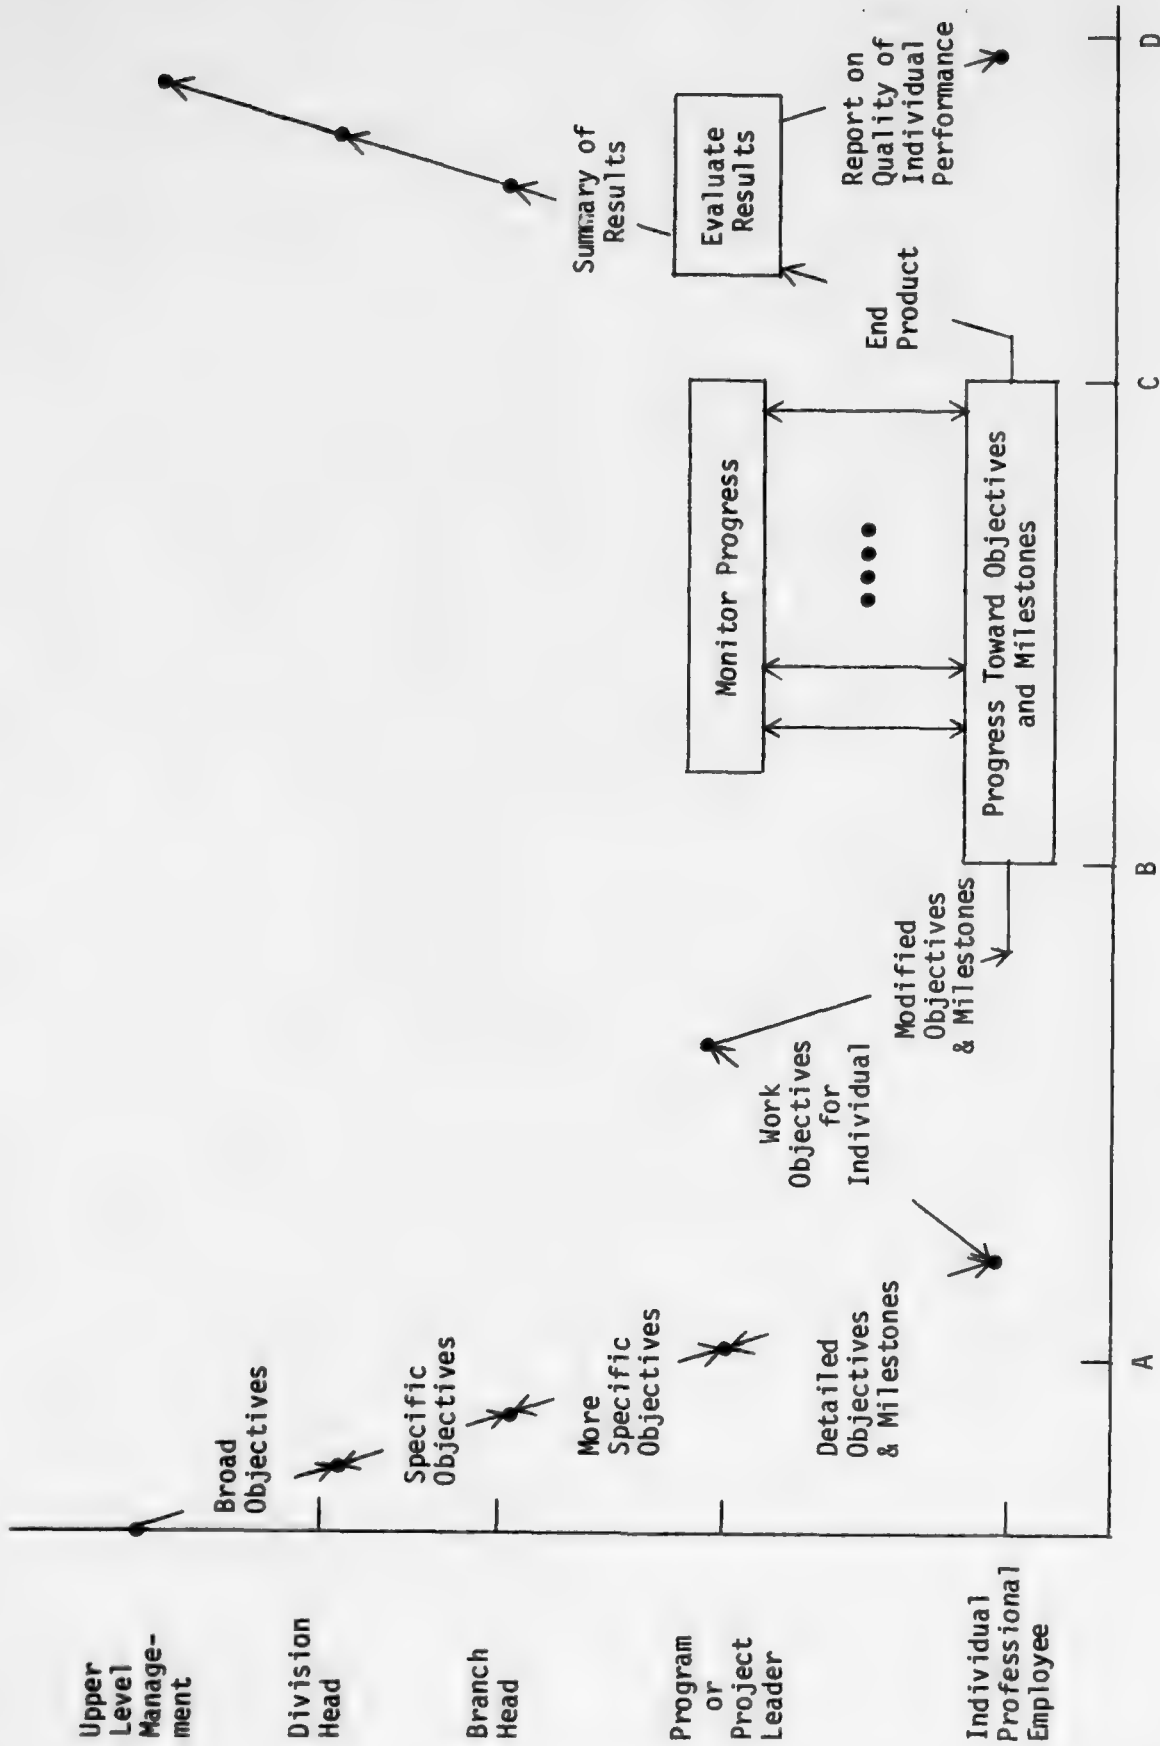 Upper
Level
Manage-
ment
Division
Head
Branch
Head
Program
or
Project
Leader
Individual
Professional
Employee
Broad
Objectives
Specific
Objectives
More
Specific
Objectives
Detailed
Objectives
& Milestones
Work
Objectives
for
Individual
Modified
Objectives
& Milestones
Monitor Progress
Progress Toward Objectives
and Milestones
End
Product
Evaluate
Results
Summary of
Results
Report on
Quality of
Individual
Performance
A
B
C
D